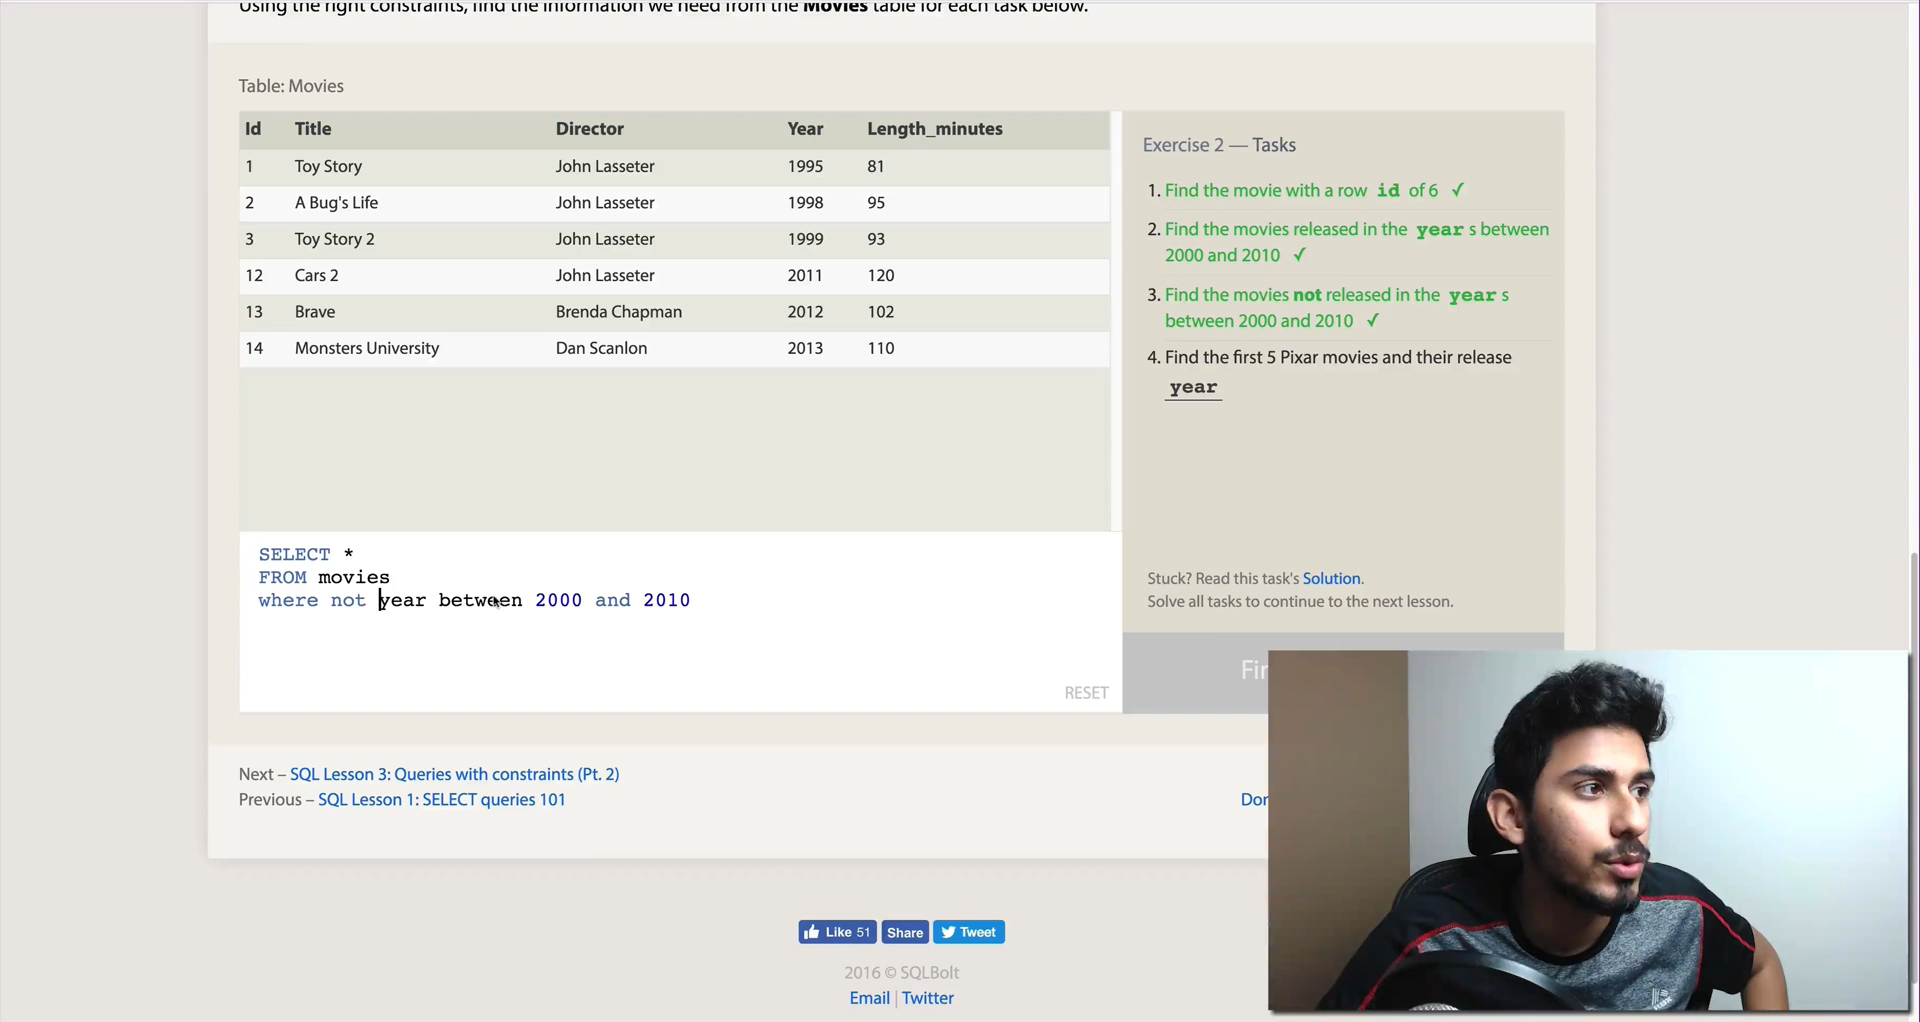 Using the right constraints, find the information we need from the Movies table for each task below.
Table: Movies
Id Title Director Year Length_minutes
1 Toy Story John Lasseter 1995 81
2 A Bug's Life John Lasseter 1998 95
3 Toy Story 2 John Lasseter 1999 93
12 Cars 2 John Lasseter 2011 120
13 Brave Brenda Chapman 2012 102
14 Monsters University Dan Scanlon 2013 110
Exercise 2 — Tasks
1. Find the movie with a row id of 6 ✓
2. Find the movies released in the year s between
2000 and 2010 ✓
3. Find the movies not released in the year s
between 2000 and 2010 ✓
4. Find the first 5 Pixar movies and their release
year
SELECT *
FROM movies
where not year between 2000 and 2010
RESET
Stuck? Read this task's Solution.
Solve all tasks to continue to the next lesson.
Next – SQL Lesson 3: Queries with constraints (Pt. 2)
Previous – SQL Lesson 1: SELECT queries 101
Like 51 Share Tweet
2016 © SQLBolt
Email | Twitter